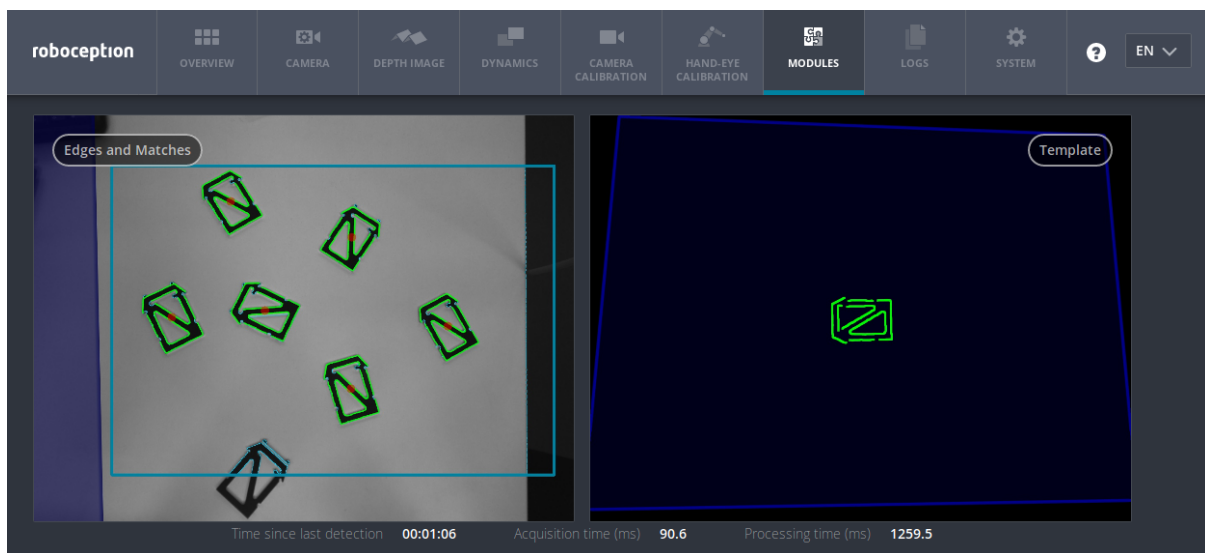 roboception
OVERVIEW
CAMERA
DEPTH IMAGE
DYNAMICS
CAMERA
CALIBRATION
HAND-EYE
CALIBRATION
MODULES
LOGS
SYSTEM
?
EN
Edges and Matches
Template
Time since last detection 00:01:06 Acquisition time (ms) 90.6 Processing time (ms) 1259.5